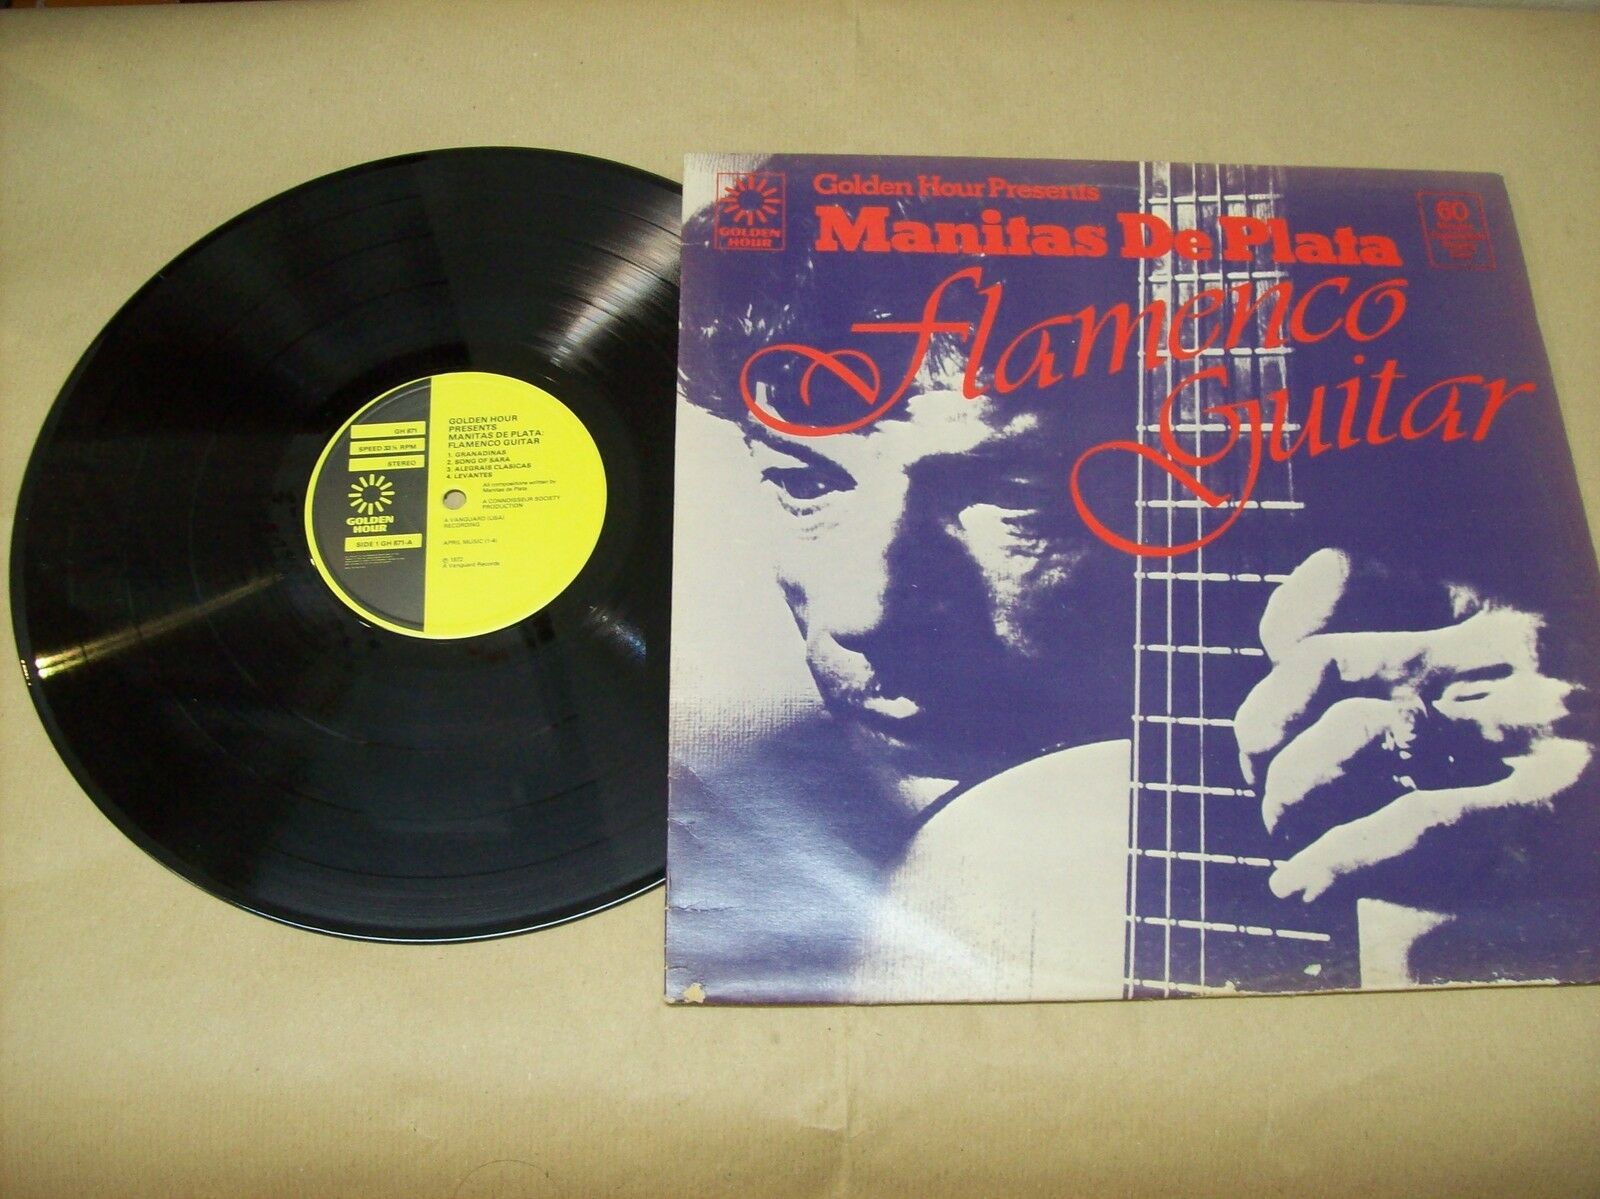 GH 871
SPEED 33⅓ RPM
STEREO
GOLDEN
HOUR
SIDE 1 GH 871-A
GOLDEN HOUR
PRESENTS
MANITAS DE PLATA:
FLAMENCO GUITAR
1. GRANADINAS
2. SONG OF SARA
3. ALEGRAIS CLASICAS
4. LEVANTES
All compositions written by
Manitas de Plata
A CONNOISSEUR SOCIETY
PRODUCTION
A VANGUARD (USA)
RECORDING
APRIL MUSIC (1-4)
℗ 1972
A Vanguard Records
GOLDEN
HOUR
Golden Hour Presents
Manitas De Plata
Flamenco
Guitar
60